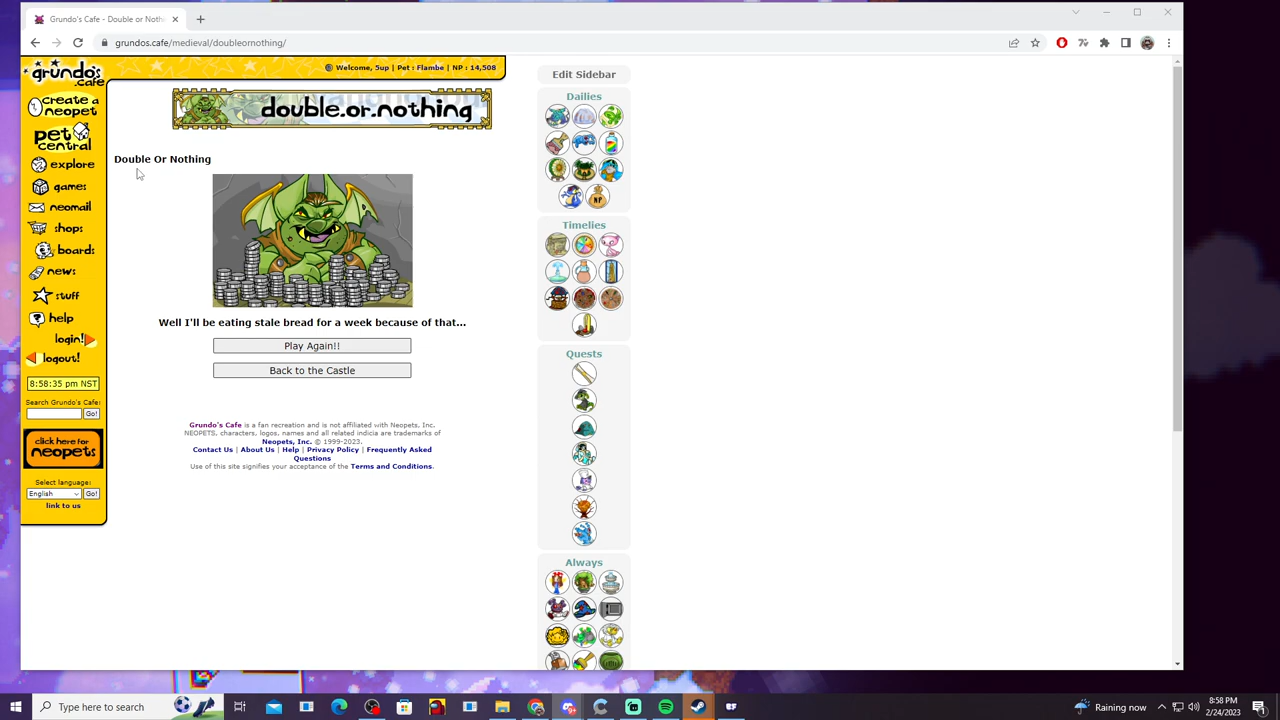 Grundo's Cafe - Double or Nothi
grundos.cafe/medieval/doubleornothing/
grundo's .cafe
Welcome, 5up | Pet : Flambe | NP : 14,508
create a neopet
pet central
explore
games
neomail
shops
boards
news
stuff
help
login!
logout!
8:58:35 pm NST
Search Grundo's Cafe:
Go!
click here for neopets
Select language:
English Go!
link to us
double.or.nothing
Double Or Nothing
Well I'll be eating stale bread for a week because of that...
Play Again!!
Back to the Castle
Grundo's Cafe is a fan recreation and is not affiliated with Neopets, Inc.
NEOPETS, characters, logos, names and all related indicia are trademarks of
Neopets, Inc. © 1999-2023.
Contact Us | About Us | Help | Privacy Policy | Frequently Asked
Questions
Use of this site signifies your acceptance of the Terms and Conditions.
Edit Sidebar
Dailies
NP
Timelies
Quests
Always
Type here to search
Raining now
8:58 PM
2/24/2023